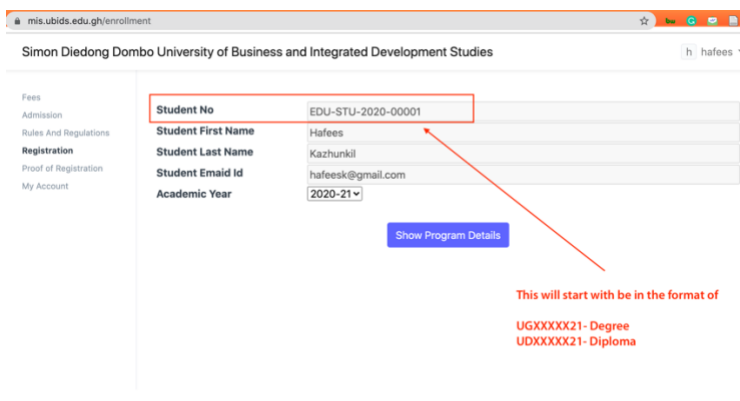 mis.ubids.edu.gh/enrollment
Simon Diedong Dombo University of Business and Integrated Development Studies
h hafees
Fees
Admission
Rules And Regulations
Registration
Proof of Registration
My Account
Student No EDU-STU-2020-00001
Student First Name Hafees
Student Last Name Kazhunkil
Student Emaid Id hafeesk@gmail.com
Academic Year 2020-21
Show Program Details
This will start with be in the format of
UGXXXXX21- Degree
UDXXXXX21- Diploma